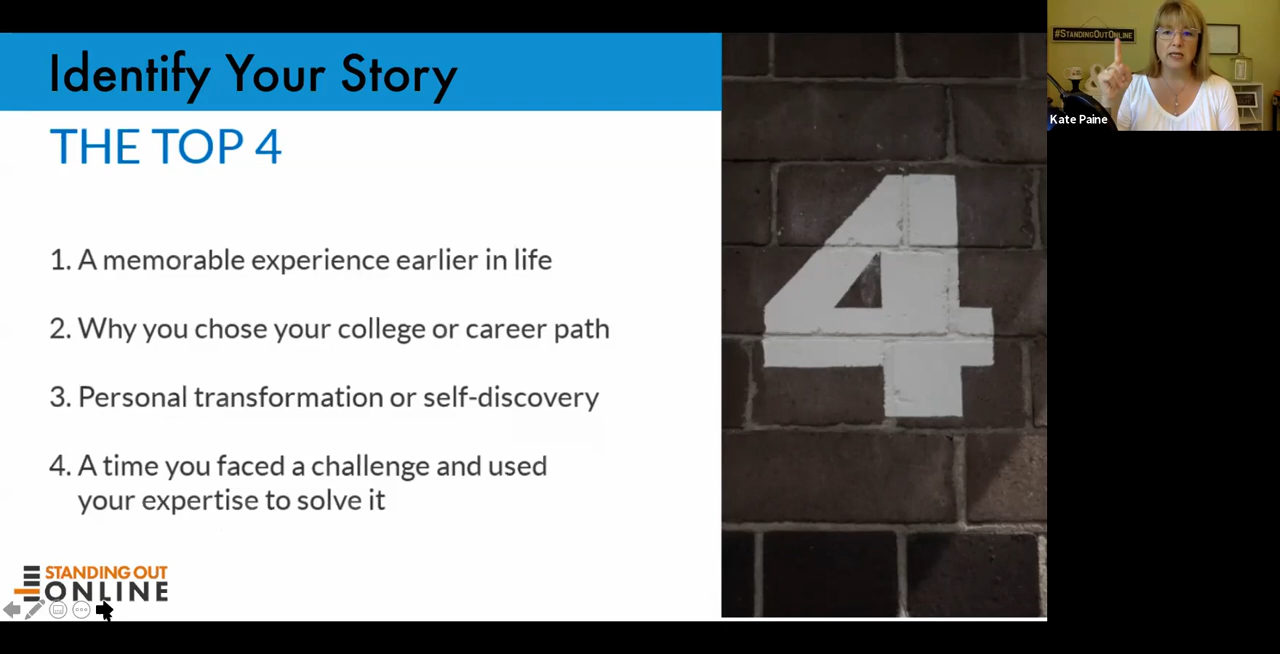 Identify Your Story
THE TOP 4
1. A memorable experience earlier in life
2. Why you chose your college or career path
3. Personal transformation or self-discovery
4. A time you faced a challenge and used
your expertise to solve it
STANDING OUT
ONLINE
4
#STANDINGOUTONLINE
Kate Paine